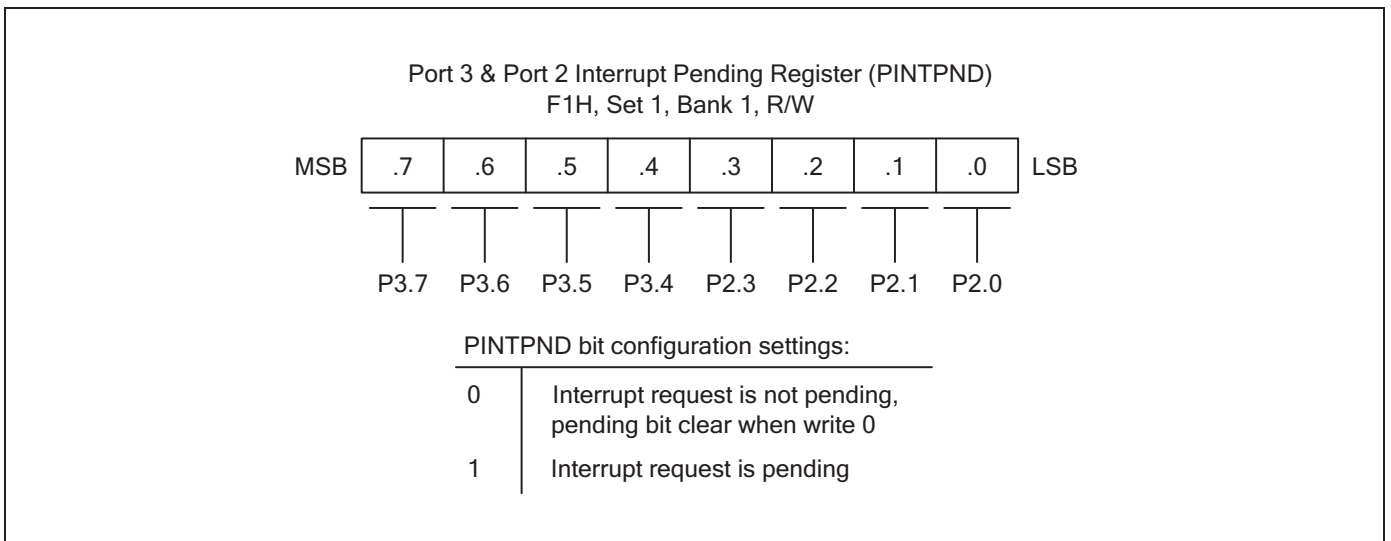 Port 3 & Port 2 Interrupt Pending Register (PINTPND)
F1H, Set 1, Bank 1, R/W
MSB .7 .6 .5 .4 .3 .2 .1 .0 LSB
P3.7 P3.6 P3.5 P3.4 P2.3 P2.2 P2.1 P2.0
PINTPND bit configuration settings:
0 Interrupt request is not pending,
pending bit clear when write 0
1 Interrupt request is pending